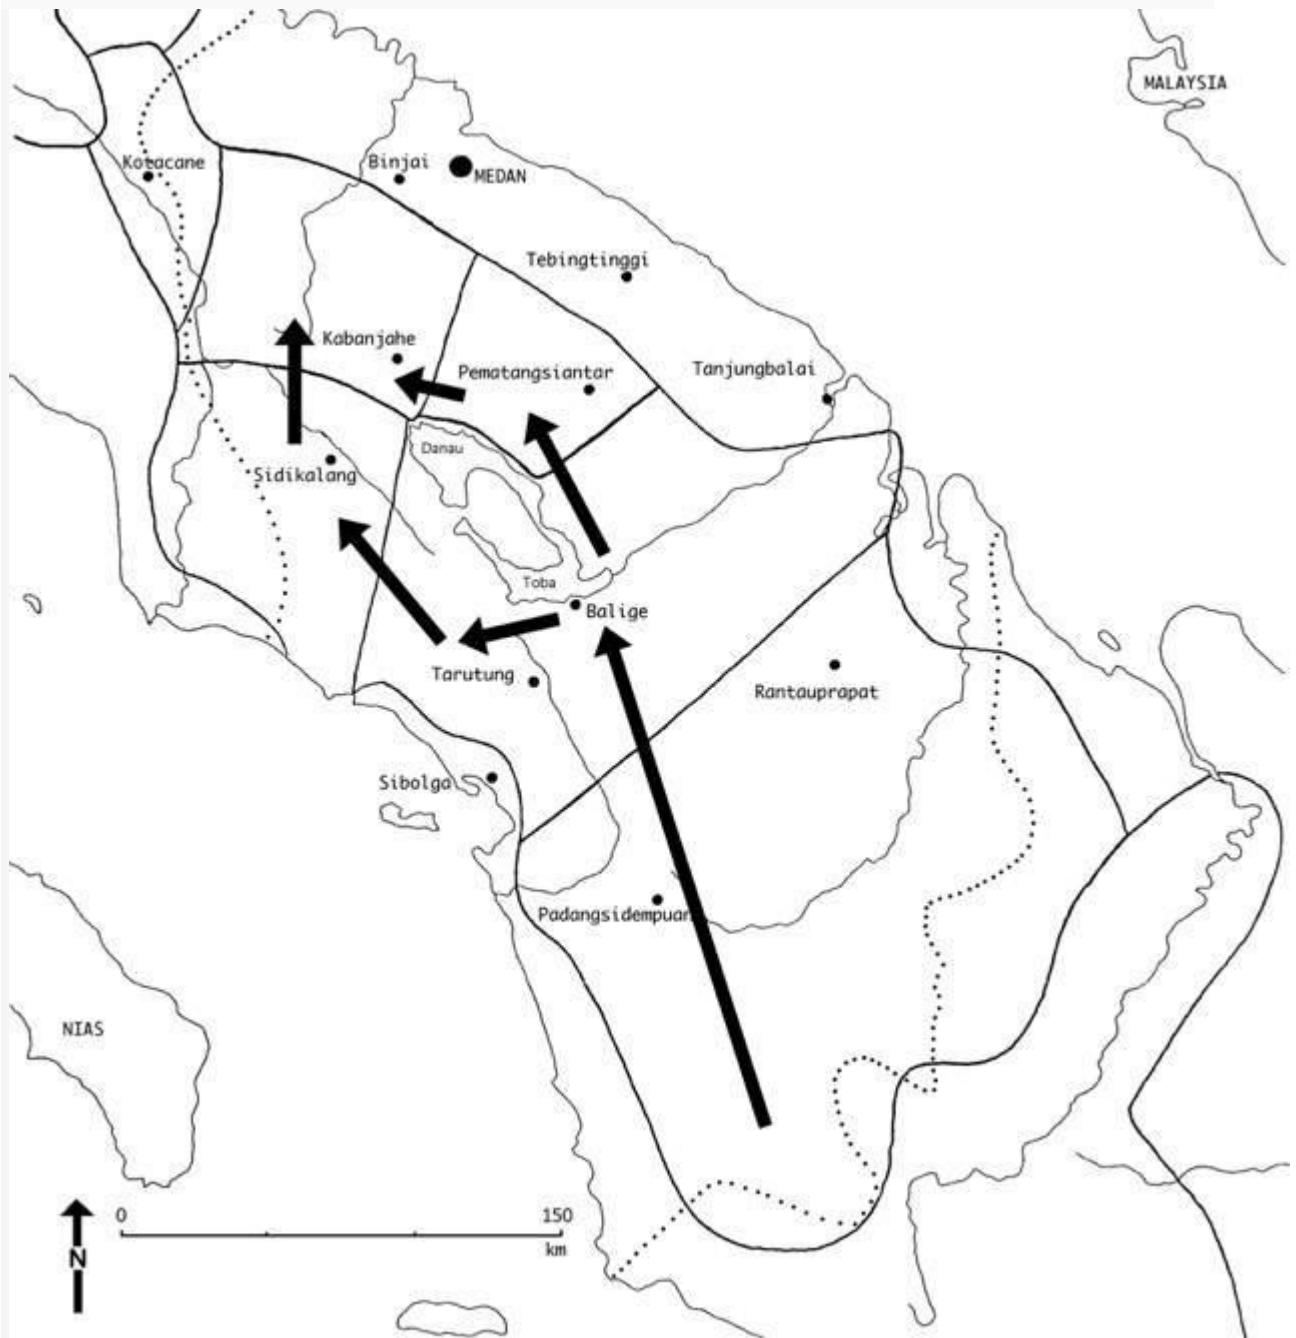 MALAYSIA
Kotacane
Binjai
MEDAN
Tebingtinggi
Kabanjahe
Pematangsiantar
Tanjungbalai
Danau
Sidikalang
Toba
Balige
Tarutung
Rantauprapat
Sibolga
Padangsidempuan
NIAS
0
150
km
N